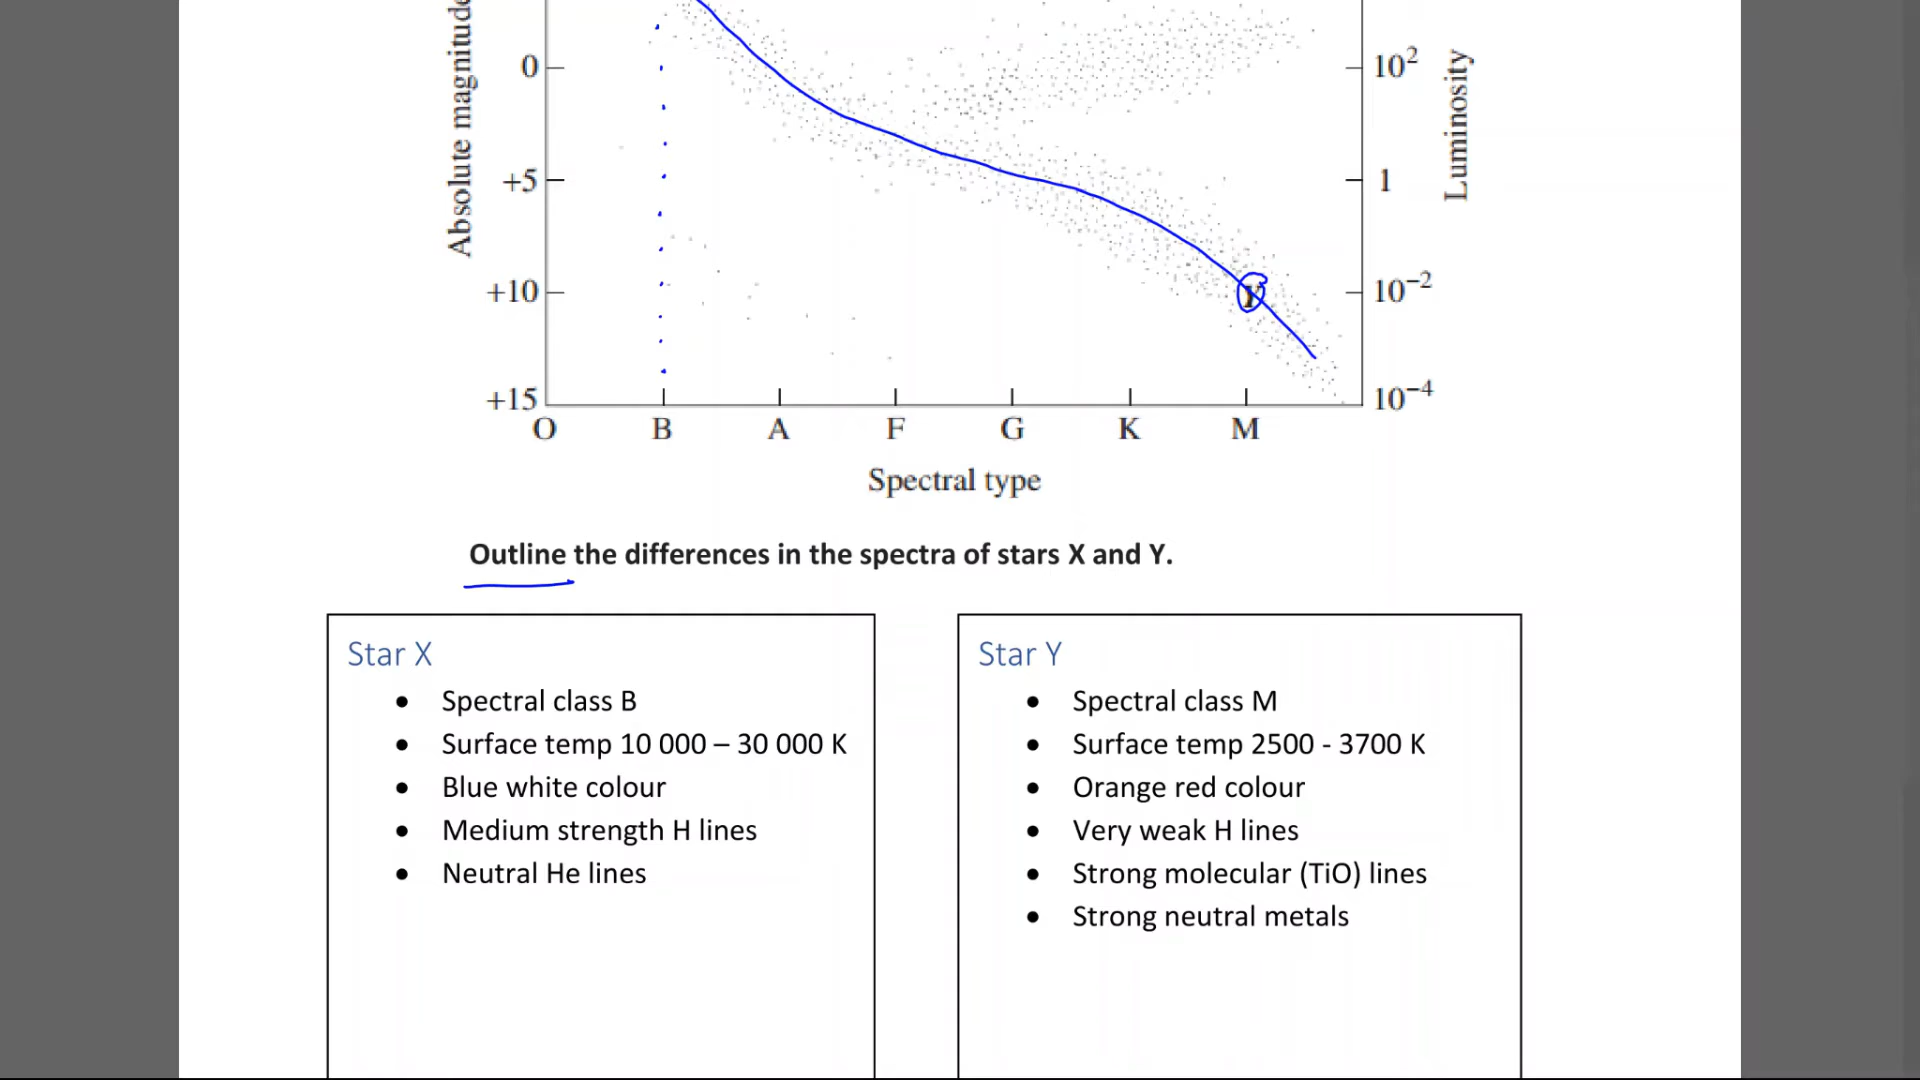 Absolute magnitude
0
+5
+10
+15
10²
1
10⁻²
10⁻⁴
Luminosity
Y
O B A F G K M
Spectral type
Outline the differences in the spectra of stars X and Y.
Star X
• Spectral class B
• Surface temp 10 000 – 30 000 K
• Blue white colour
• Medium strength H lines
• Neutral He lines
Star Y
• Spectral class M
• Surface temp 2500 - 3700 K
• Orange red colour
• Very weak H lines
• Strong molecular (TiO) lines
• Strong neutral metals